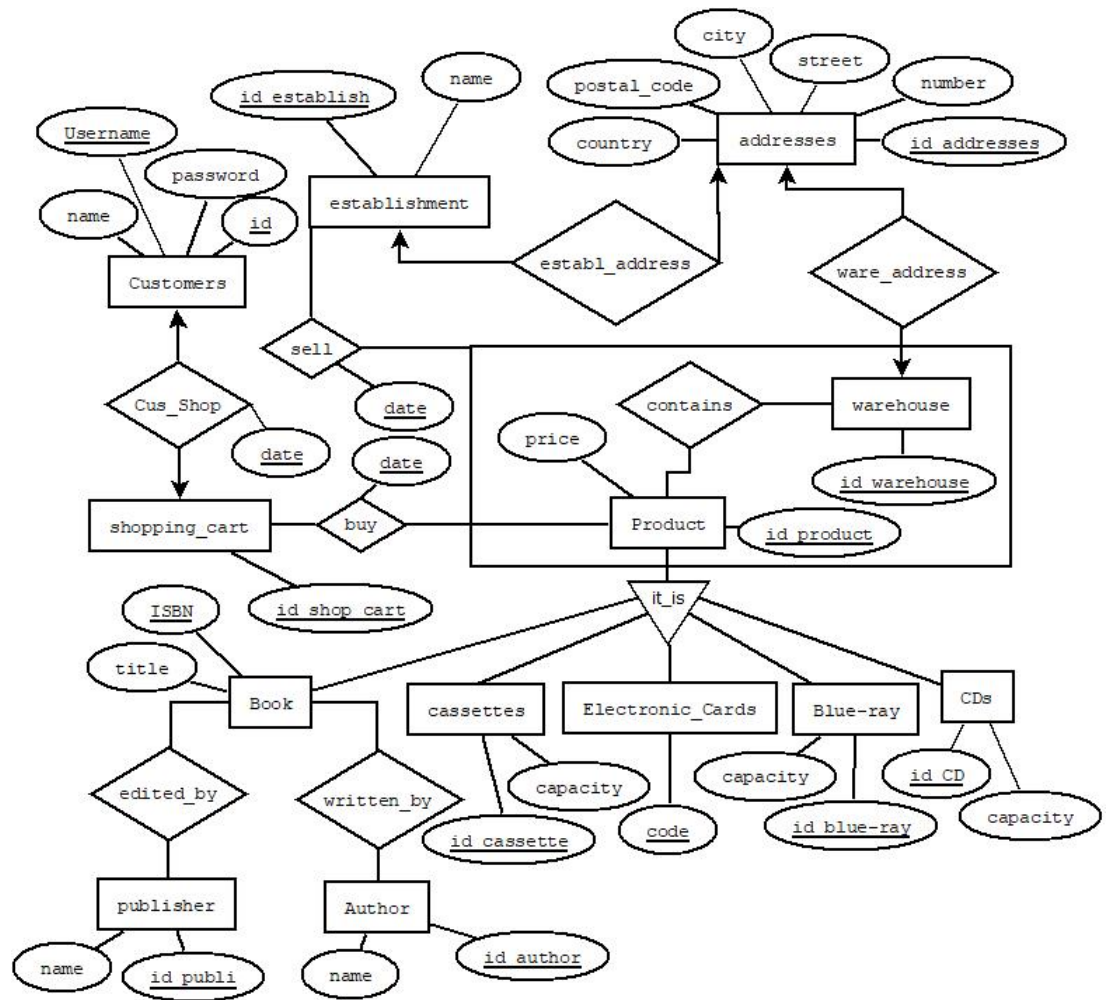 city
street
name
id establish
postal_code
number
Username
addresses
country
id addresses
password
establishment
name
id
establ_address
ware_address
Customers
sell
Cus_Shop
contains
warehouse
date
price
date
date
id warehouse
shopping_cart
buy
Product
id product
it_is
id shop cart
ISBN
title
Book
cassettes
Electronic_Cards
Blue-ray
CDs
capacity
id CD
edited_by
written_by
capacity
capacity
id cassette
code
id blue-ray
publisher
Author
name
id publi
name
id author